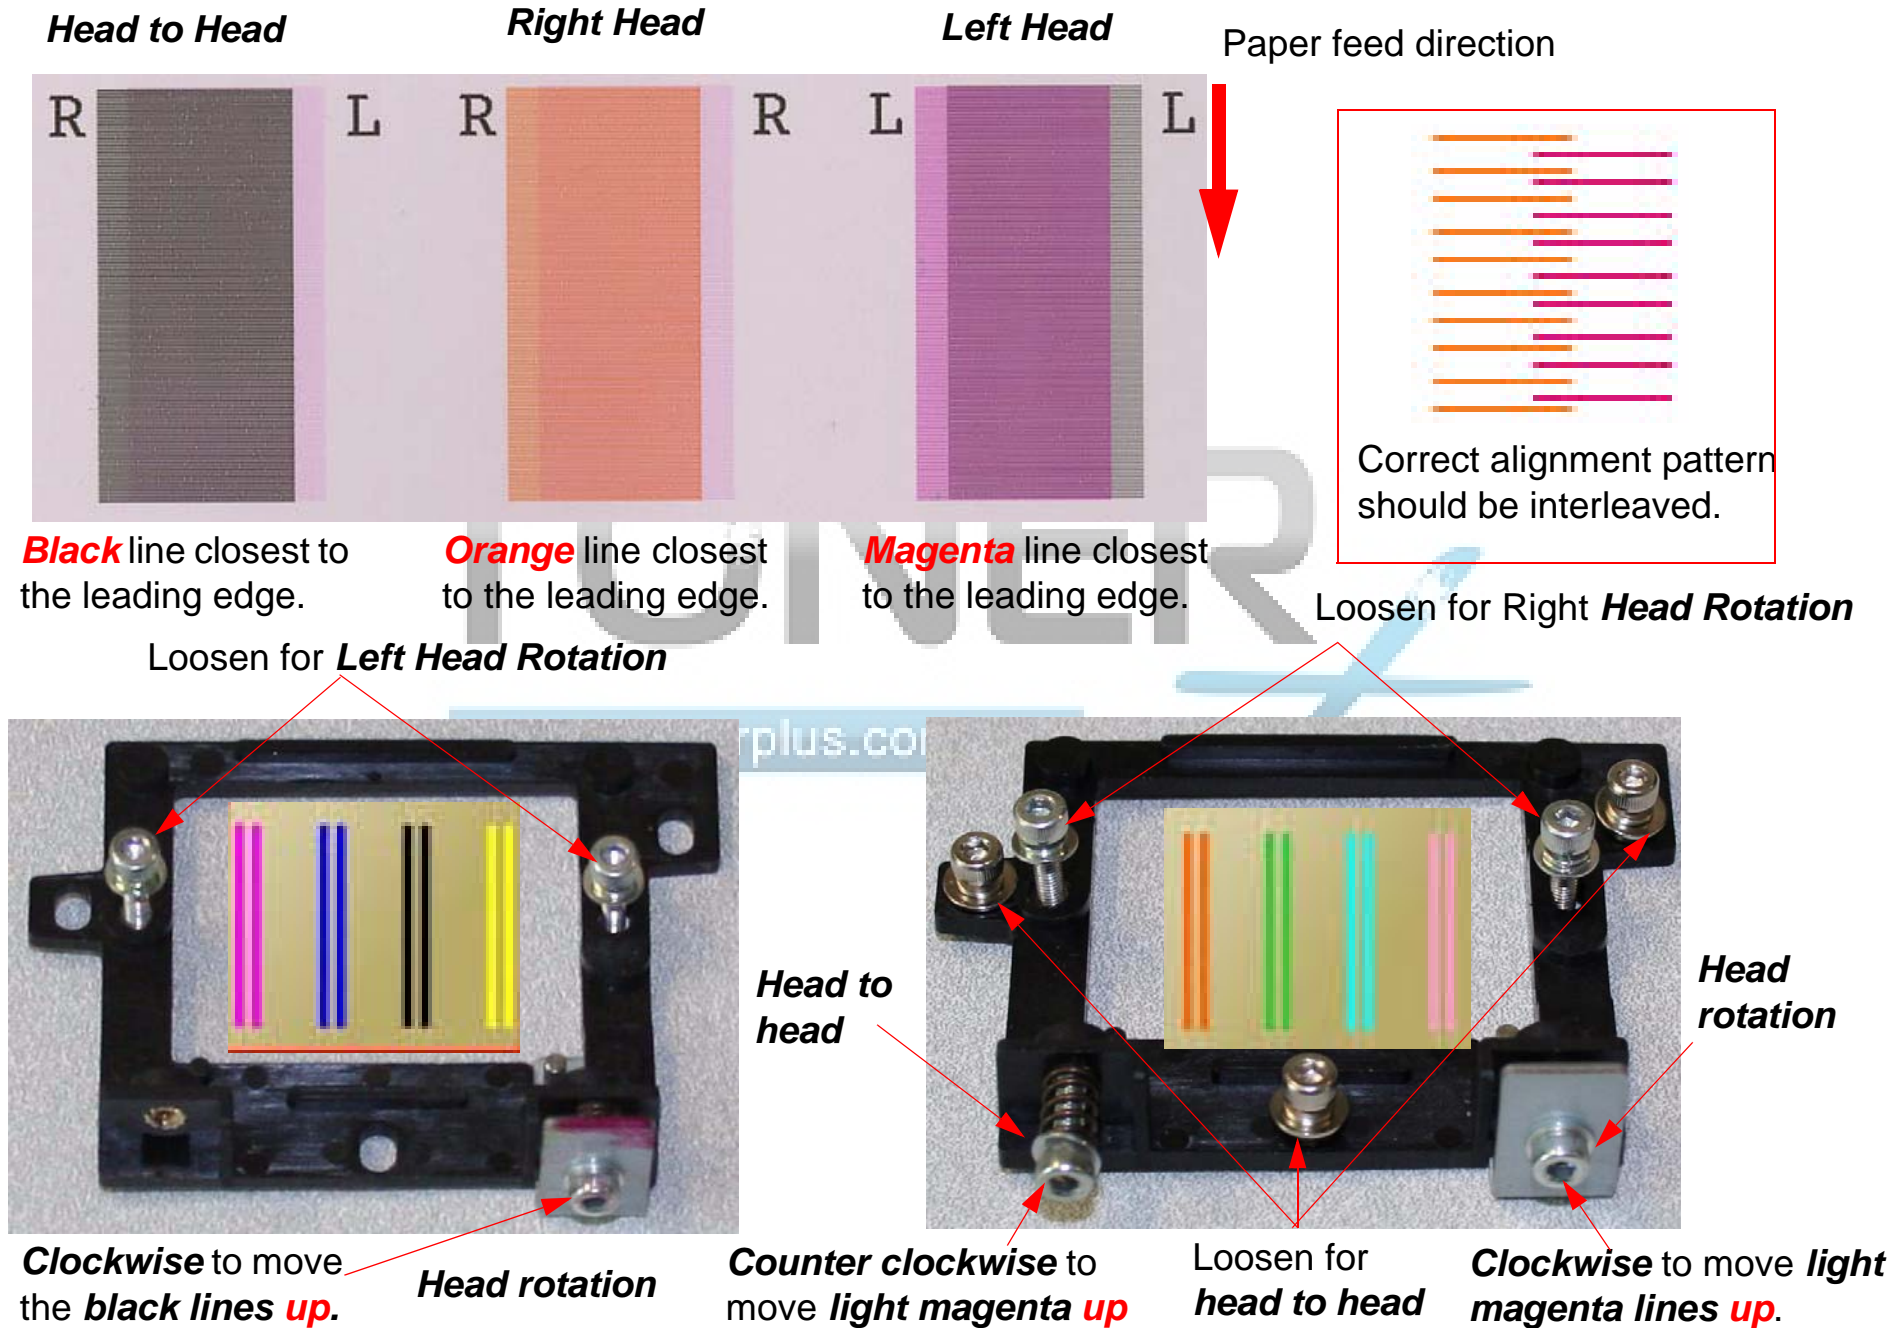 Head to Head
Right Head
Left Head
Paper feed direction
R L R R L L
Correct alignment pattern
should be interleaved.
Black line closest to
the leading edge.
Orange line closest
to the leading edge.
Magenta line closest
to the leading edge.
TONER
rplus.co
Loosen for Right Head Rotation
Loosen for Left Head Rotation
Head to
head
Head
rotation
Clockwise to move
the black lines up.
Head rotation
Counter clockwise to
move light magenta up
Loosen for
head to head
Clockwise to move light
magenta lines up.